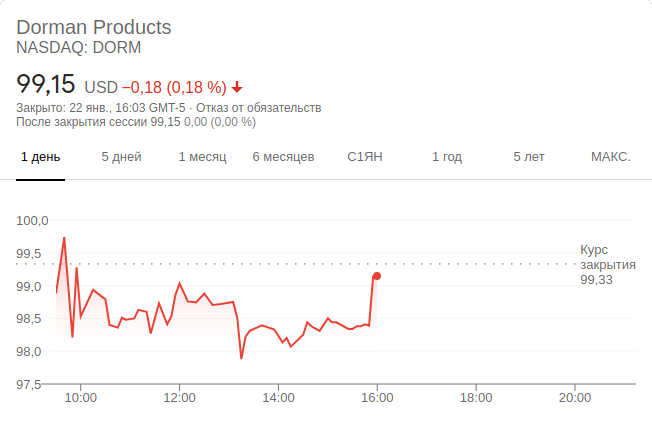 Dorman Products
NASDAQ: DORM
99,15 USD −0,18 (0,18 %)
Закрыто: 22 янв., 16:03 GMT-5 · Отказ от обязательств
После закрытия сессии 99,15 0,00 (0,00 %)
1 день 5 дней 1 месяц 6 месяцев С1ЯН 1 год 5 лет МАКС.
100,0
99,5
99,0
98,5
98,0
97,5
Курс
закрытия
99,33
10:00 12:00 14:00 16:00 18:00 20:00